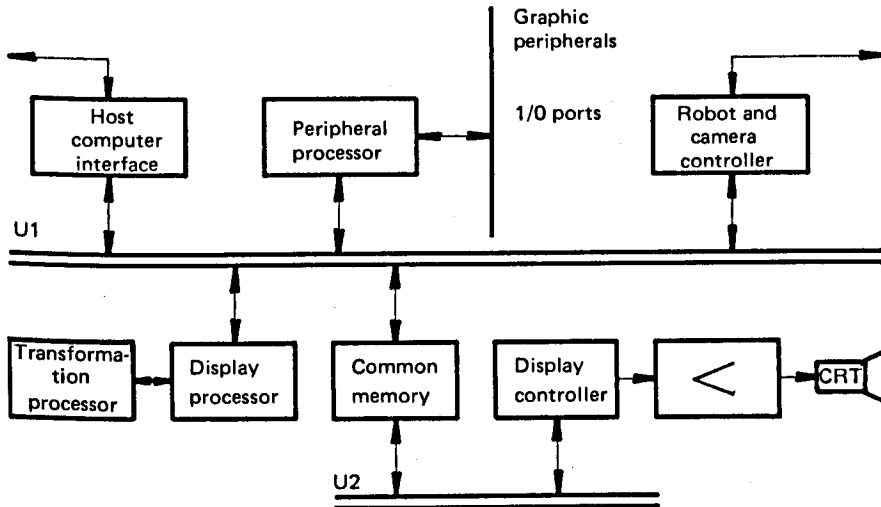 Graphic
peripherals
1/0 ports
Host
computer
interface
Peripheral
processor
Robot and
camera
controller
U1
Transforma-
tion
processor
Display
processor
Common
memory
Display
controller
CRT
U2